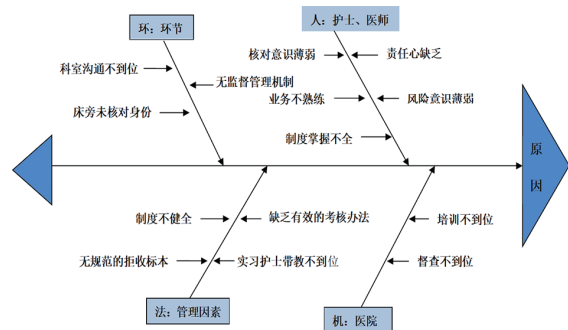 环：环节
人：护士、医师
核对意识薄弱
责任心缺乏
科室沟通不到位
无监督管理机制
业务不熟练
风险意识薄弱
床旁未核对身份
制度掌握不全
原
因
制度不健全
缺乏有效的考核办法
培训不到位
无规范的拒收标本
实习护士带教不到位
督查不到位
法：管理因素
机：医院